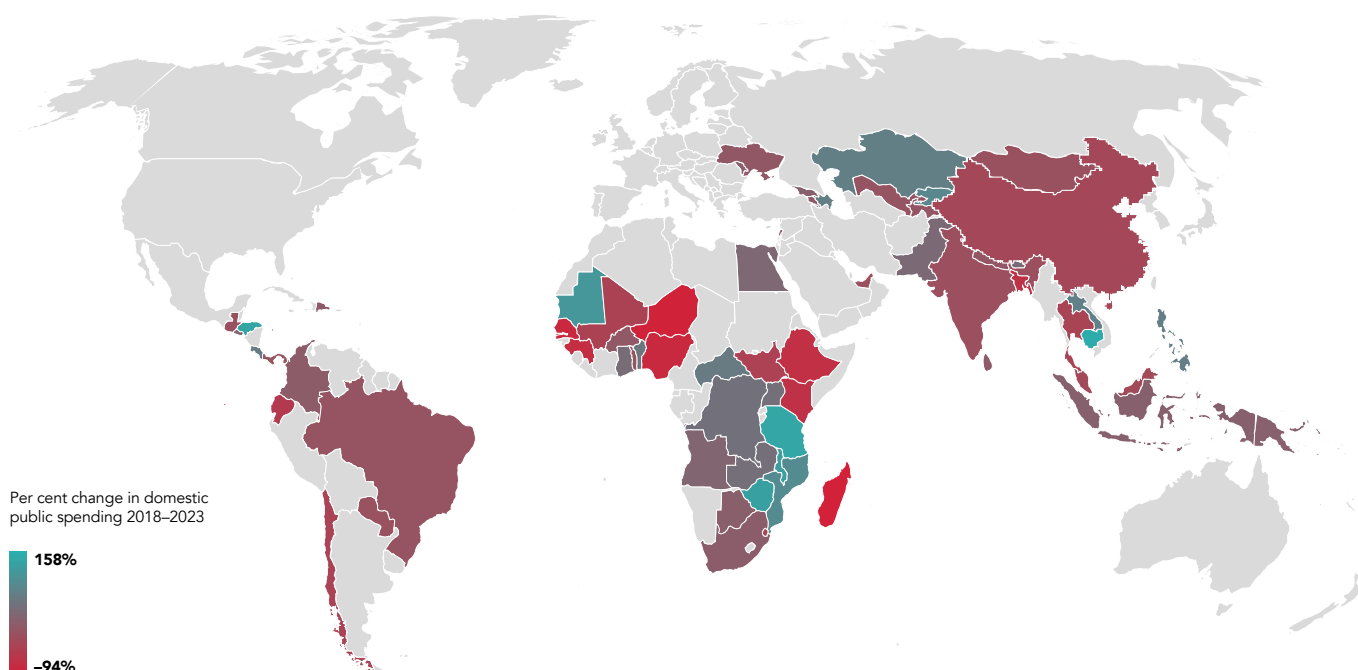 Per cent change in domestic
public spending 2018–2023
158%
–94%